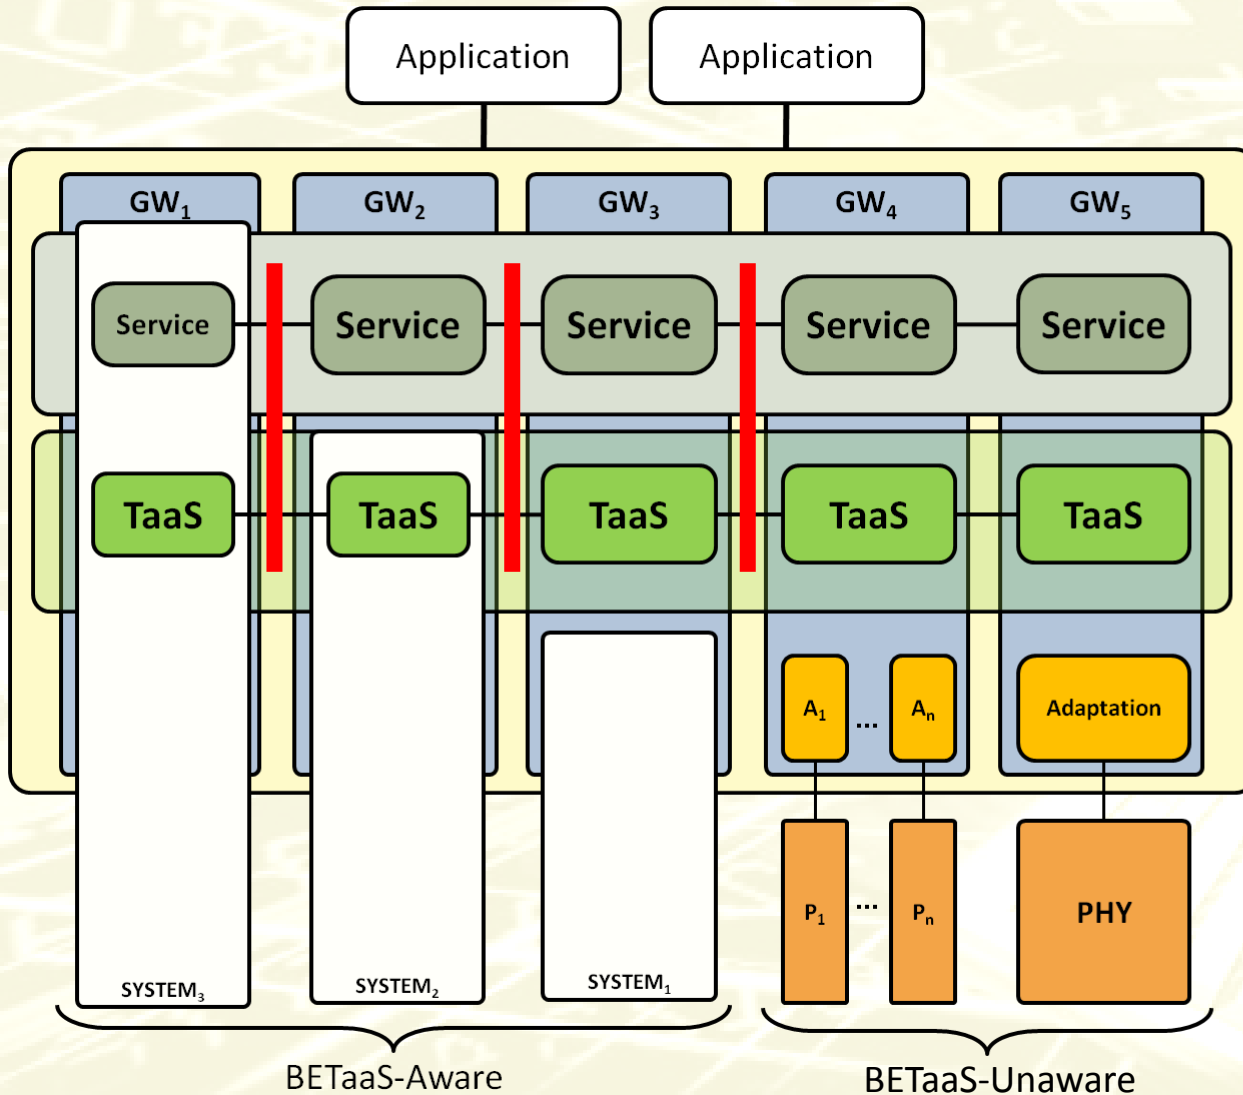 Application Application
GW1 GW2 GW3 GW4 GW5
Service Service Service Service Service
TaaS TaaS TaaS TaaS TaaS
A1 ... An Adaptation
P1 ... Pn PHY
SYSTEM3 SYSTEM2 SYSTEM1
BETaaS-Aware BETaaS-Unaware